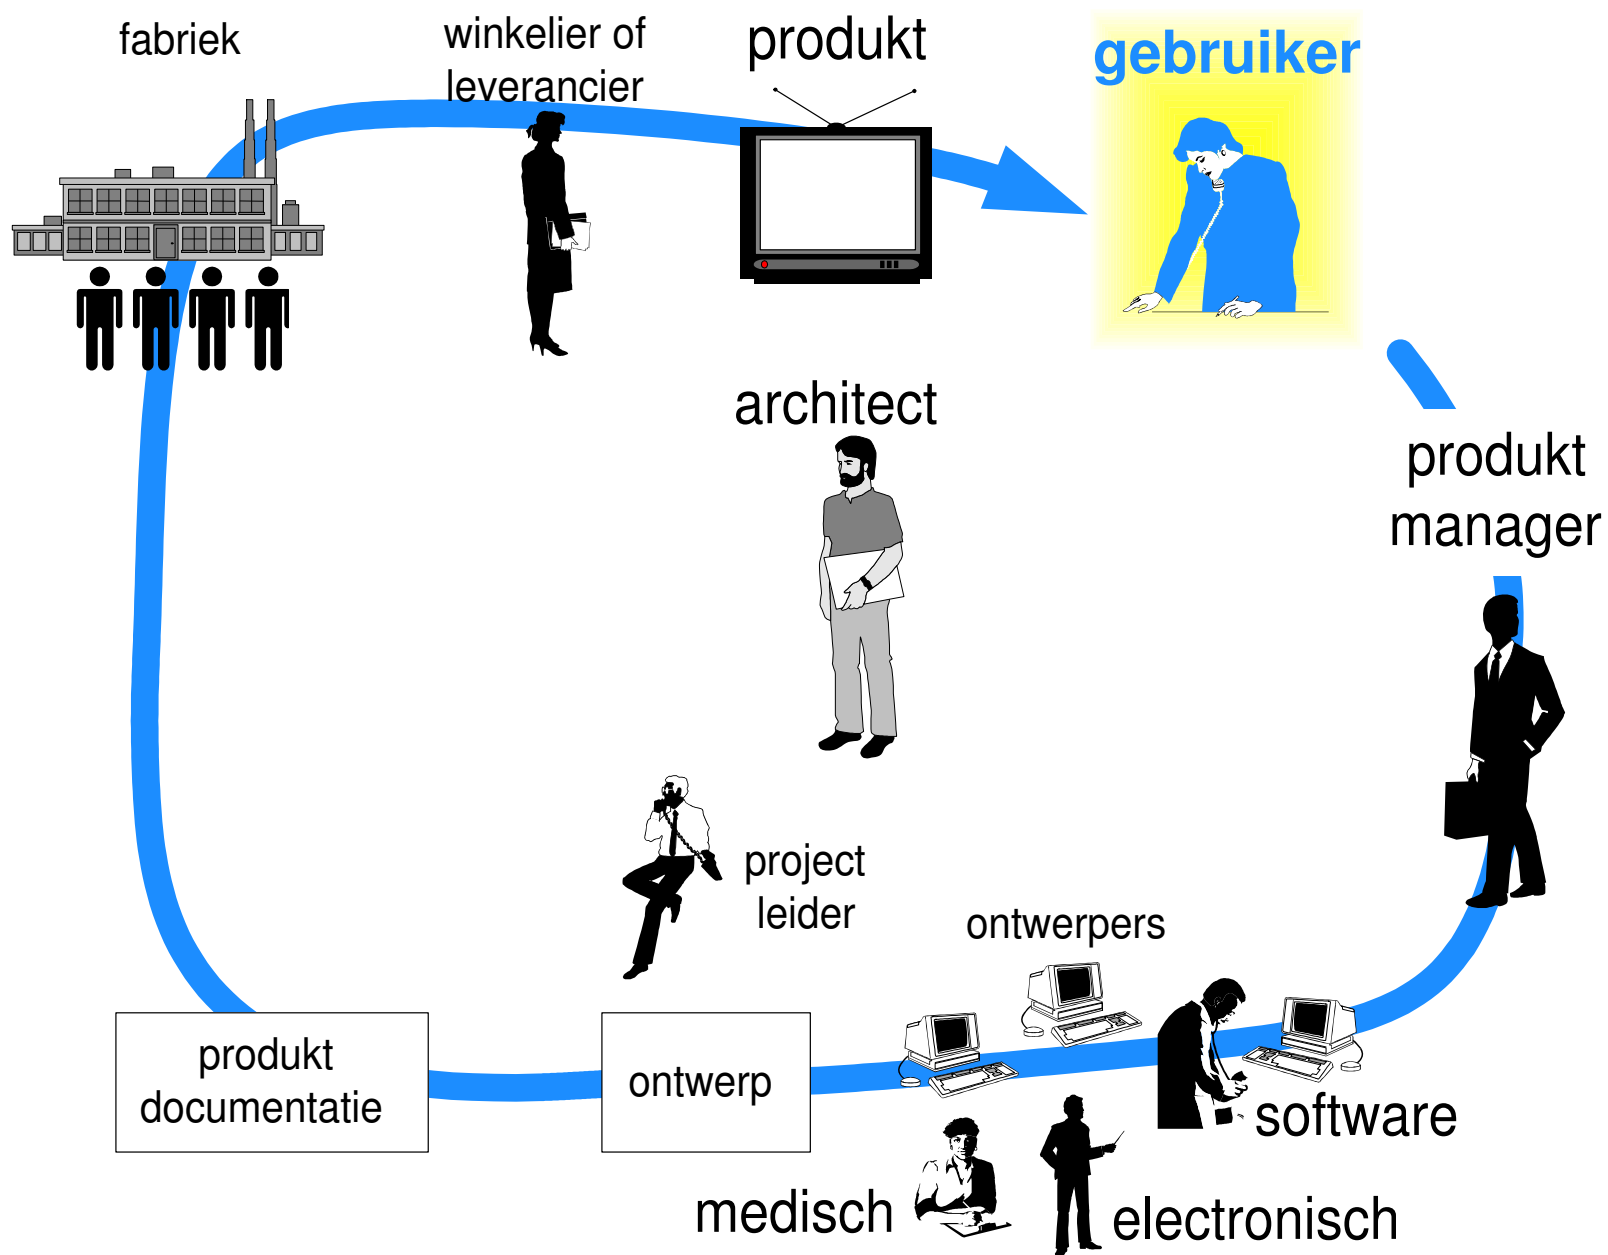 fabriek
winkelier of
leverancier
produkt
gebruiker
architect
produkt
manager
project
leider
ontwerpers
produkt
documentatie
ontwerp
software
medisch
electronisch